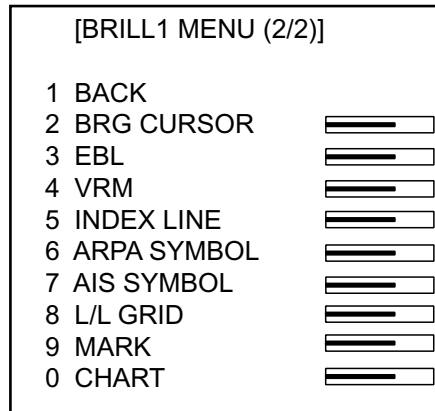 [BRILL1 MENU (2/2)]
1 BACK
2 BRG CURSOR
3 EBL
4 VRM
5 INDEX LINE
6 ARPA SYMBOL
7 AIS SYMBOL
8 L/L GRID
9 MARK
0 CHART